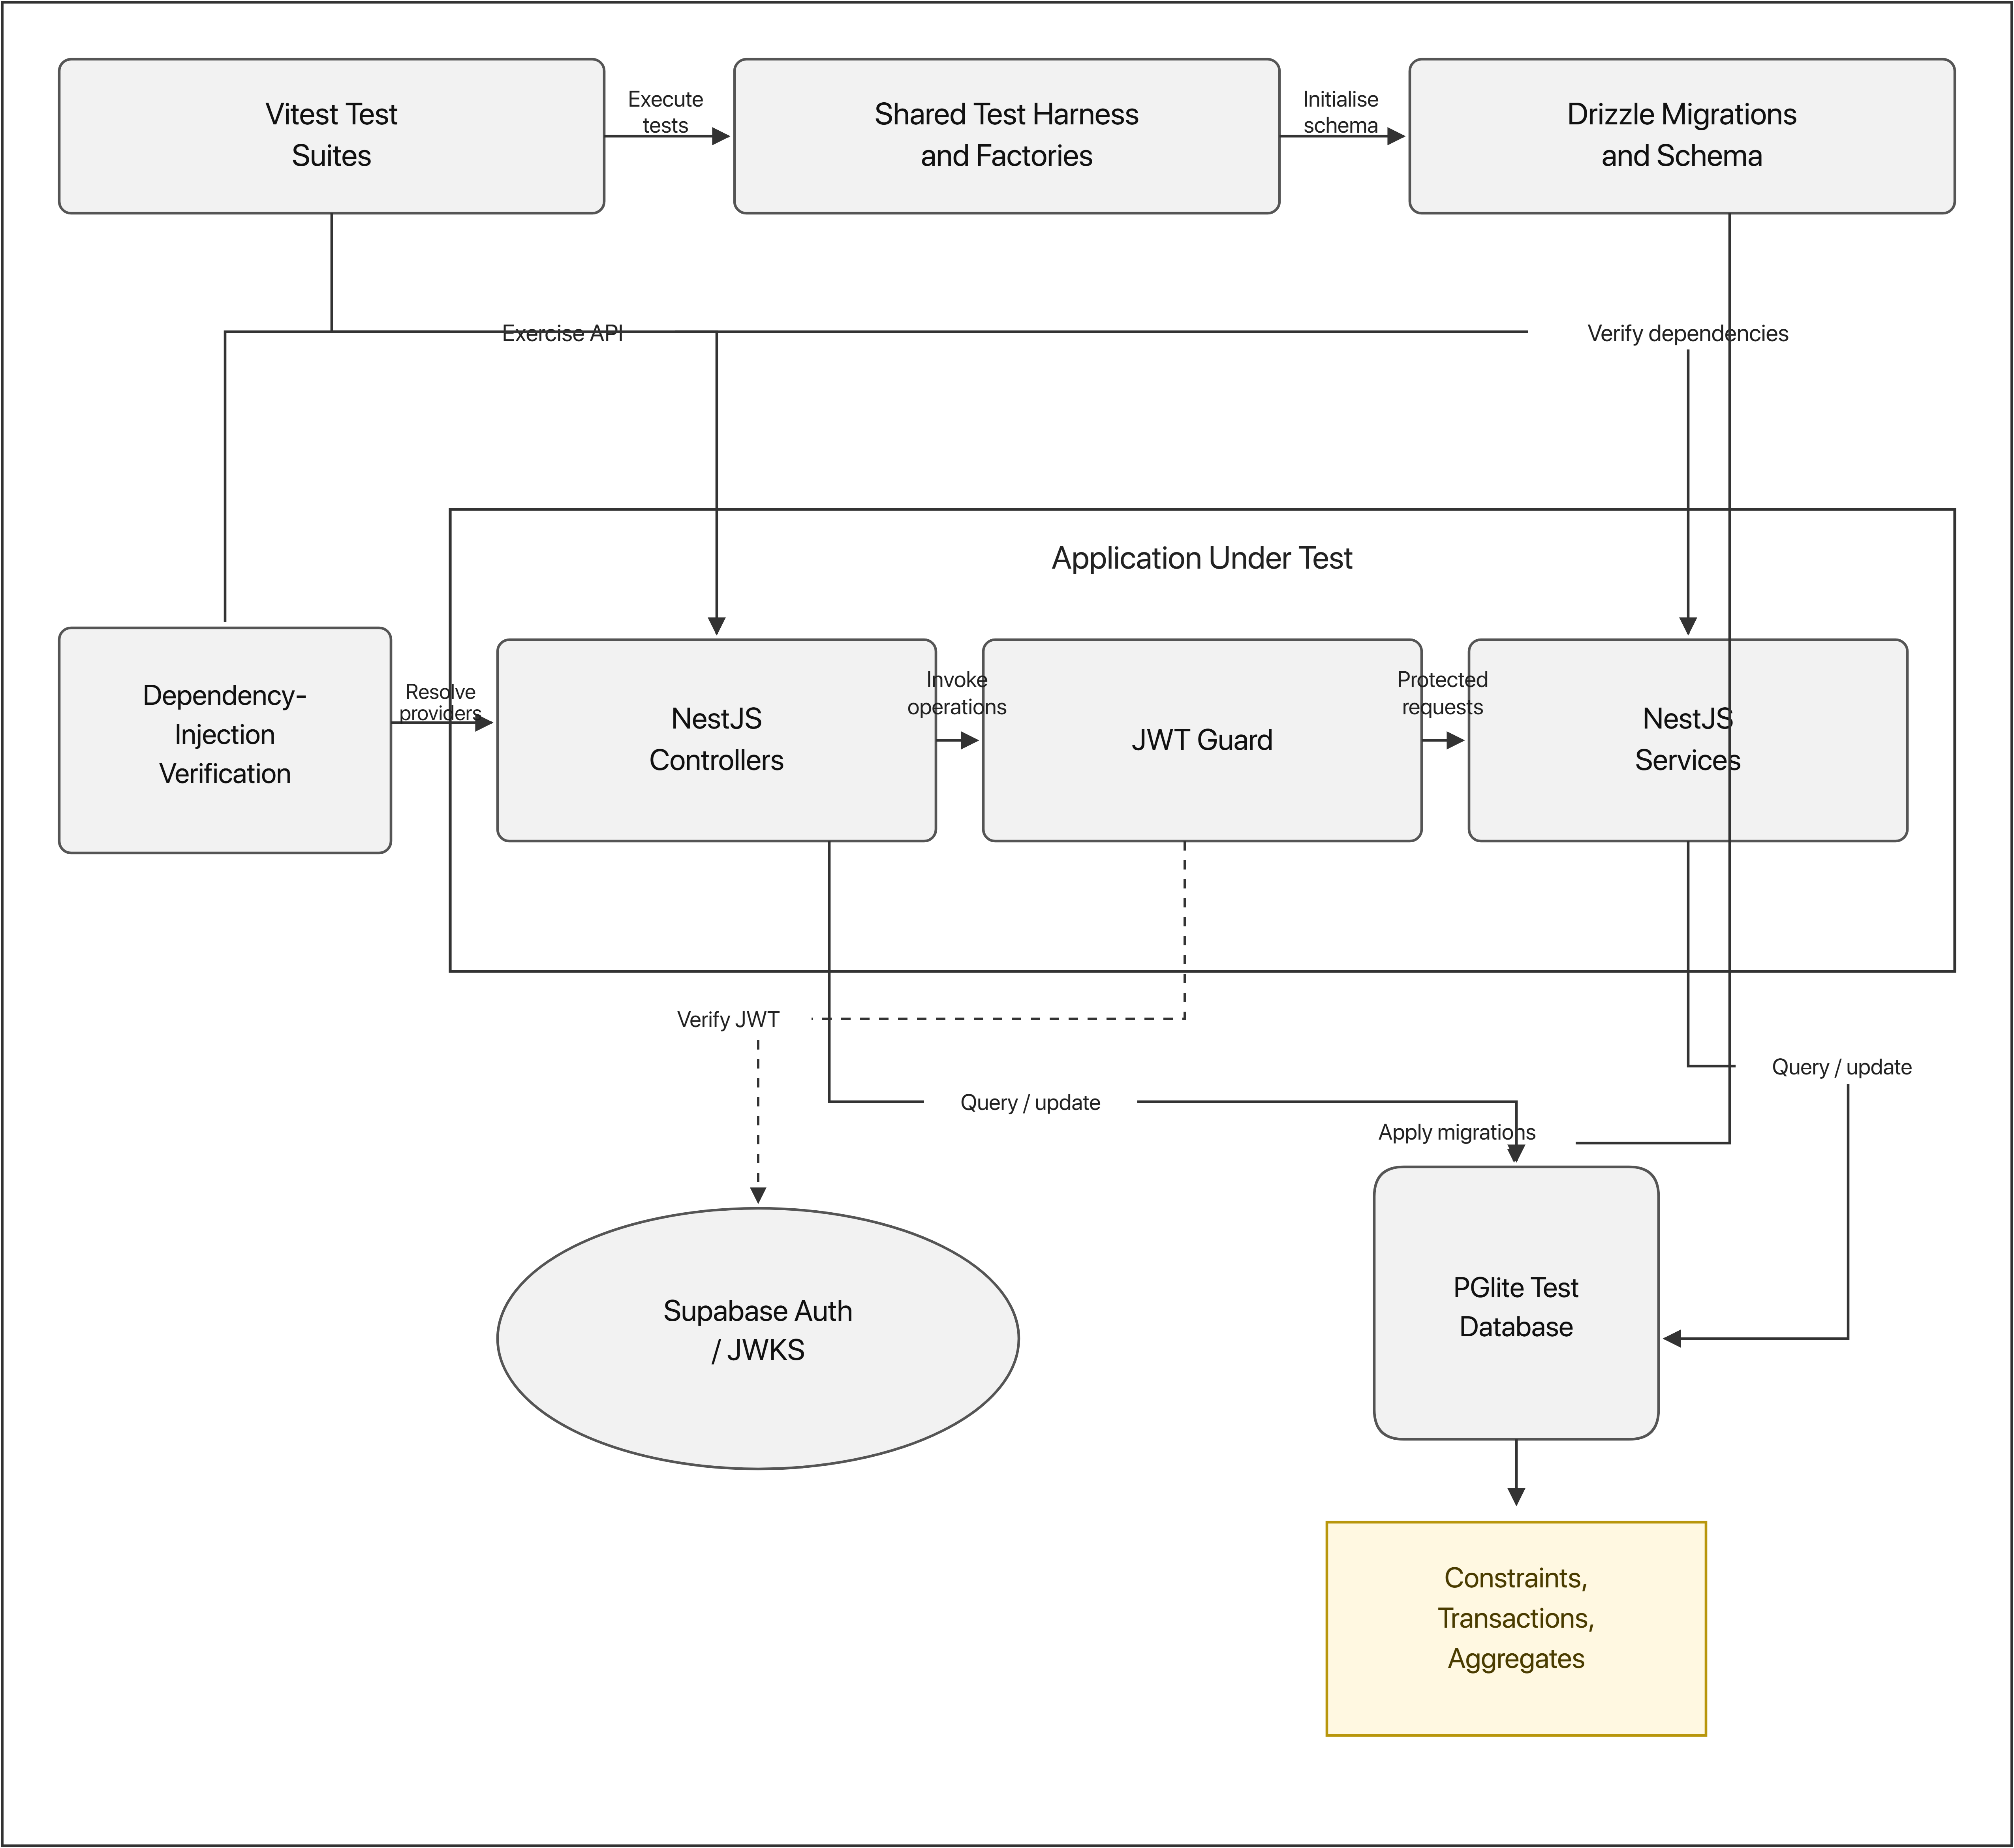 Vitest Test
Suites
Execute
tests
Shared Test Harness
and Factories
Initialise
schema
Drizzle Migrations
and Schema
Exercise API
Verify dependencies
Application Under Test
Dependency-
Injection
Verification
Resolve
providers
NestJS
Controllers
Invoke
operations
JWT Guard
Protected
requests
NestJS
Services
Verify JWT
Query / update
Query / update
Apply migrations
Supabase Auth
/ JWKS
PGlite Test
Database
Constraints,
Transactions,
Aggregates